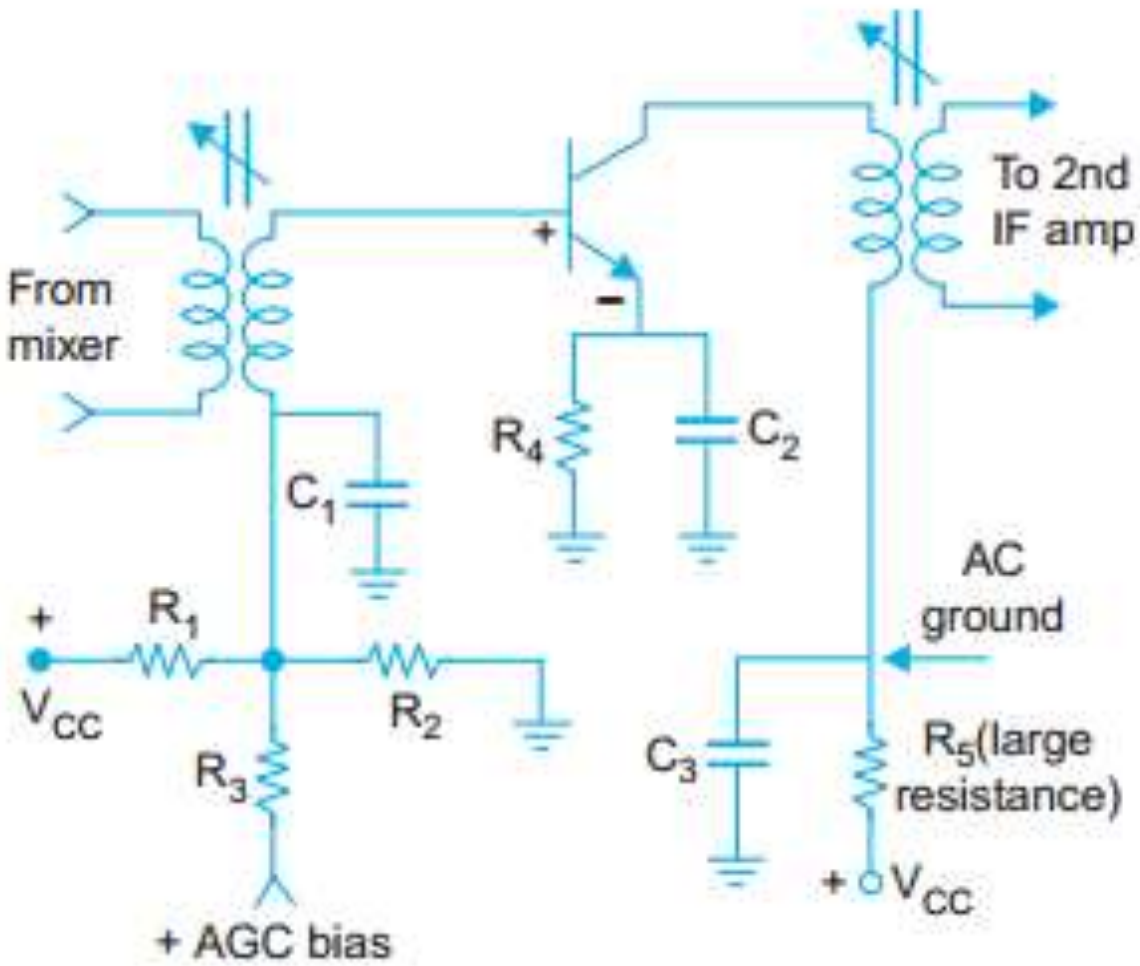 To 2nd
IF amp
+
From
mixer
-
R4
C2
C1
AC
ground
+
R1
VCC
R2
R3
C3
R5(large
resistance)
+ VCC
+ AGC bias